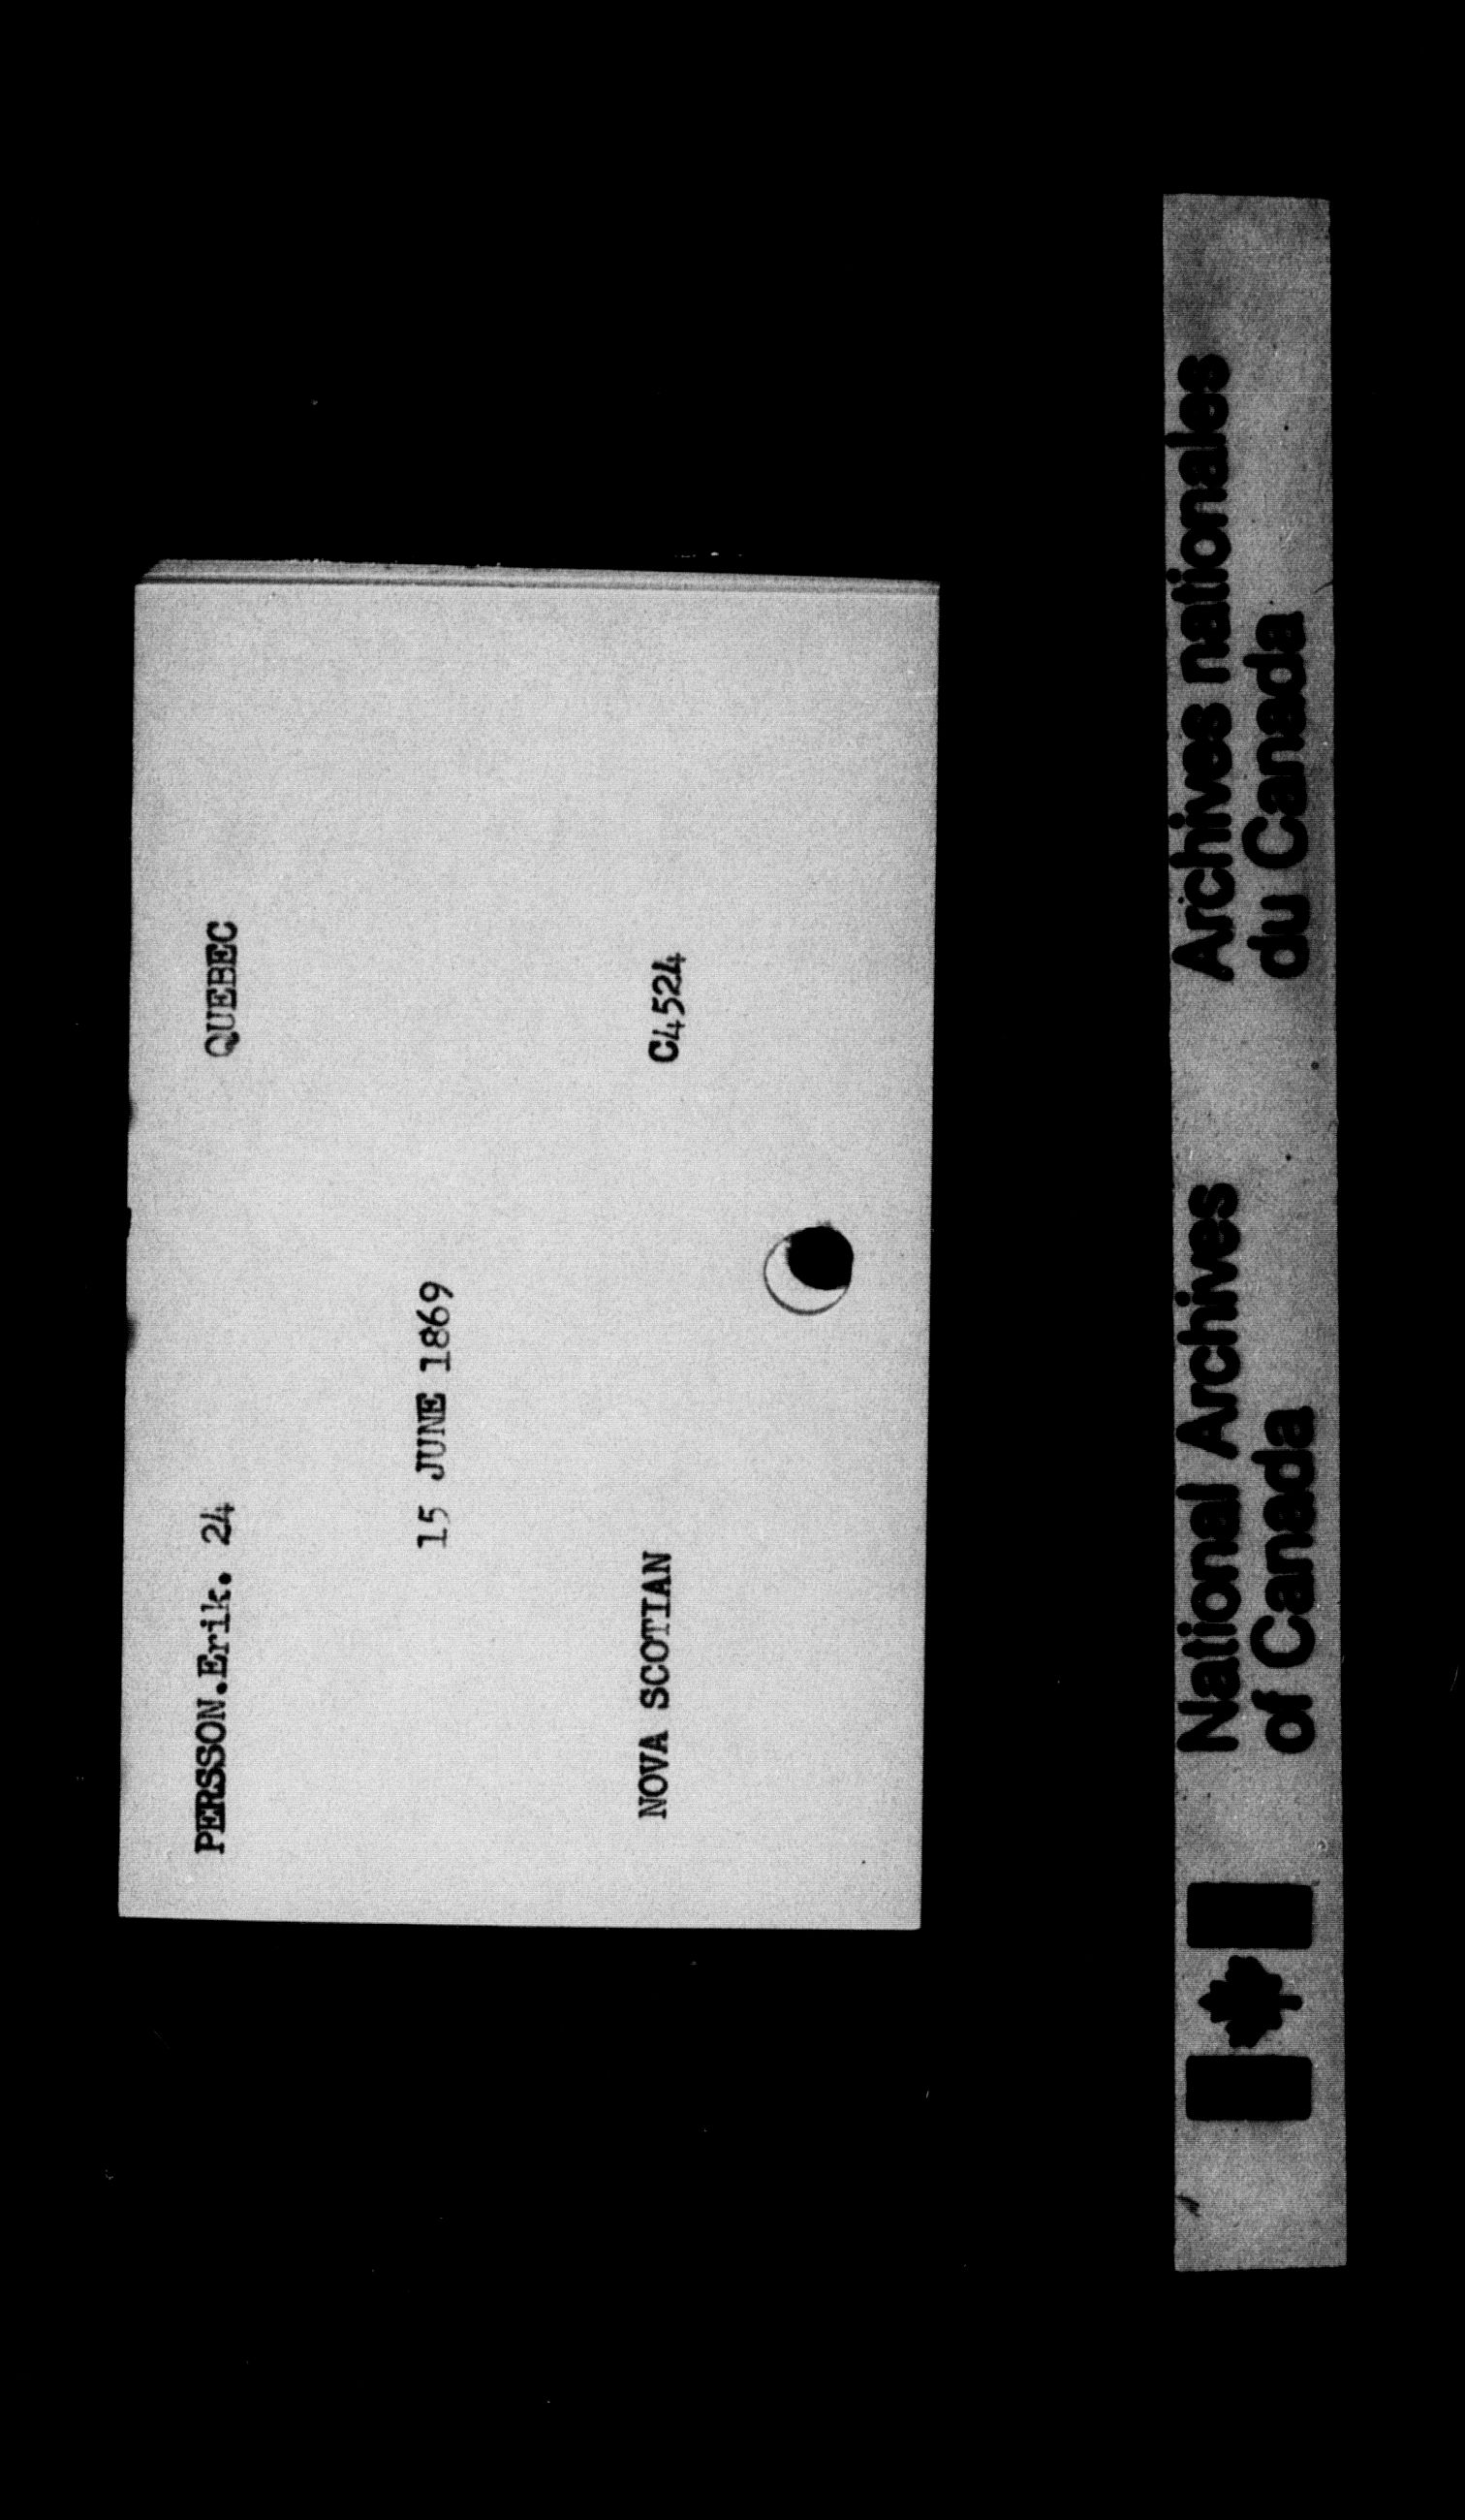 PERSSON.Erik. 24 QUEBEC
15 JUNE 1869
NOVA SCOTIAN C4524
National Archives
of Canada
Archives nationales
du Canada